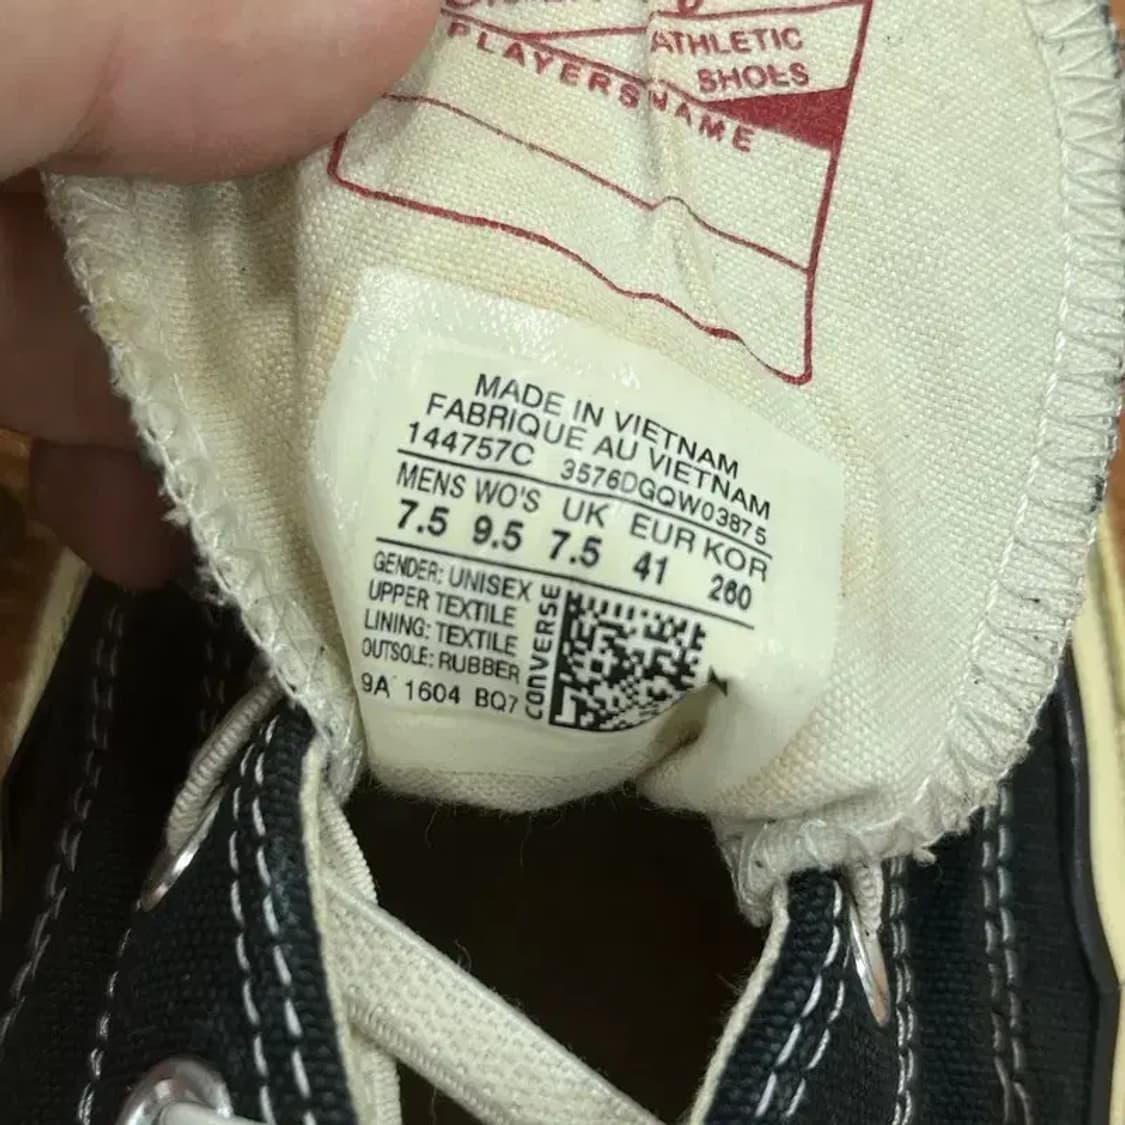 ATHLETIC
SHOES
PLAYERS NAME
MADE IN VIETNAM
FABRIQUE AU VIETNAM
144757C 3576DGQW03875
MENS WO'S UK EUR KOR
7.5 9.5 7.5 41 260
GENDER: UNISEX
UPPER TEXTILE
LINING: TEXTILE
OUTSOLE: RUBBER
9A 1604 BQ7
CONVERSE